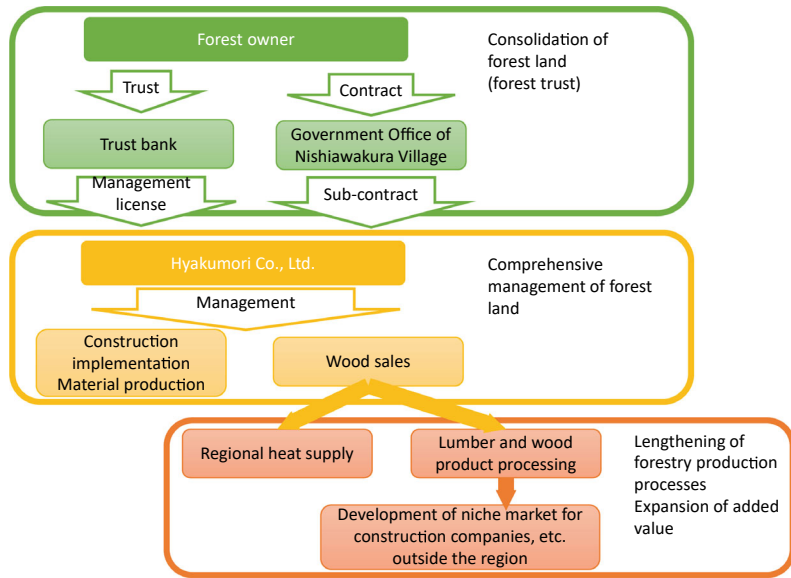 Forest owner
Consolidation of
forest land
(forest trust)
Trust
Contract
Trust bank
Government Office of
Nishiawakura Village
Management
license
Sub-contract
Hyakumori Co., Ltd.
Comprehensive
management of forest
land
Management
Construction
implementation
Material production
Wood sales
Regional heat supply
Lumber and wood
product processing
Lengthening of
forestry production
processes
Expansion of added
value
Development of niche market for
construction companies, etc.
outside the region